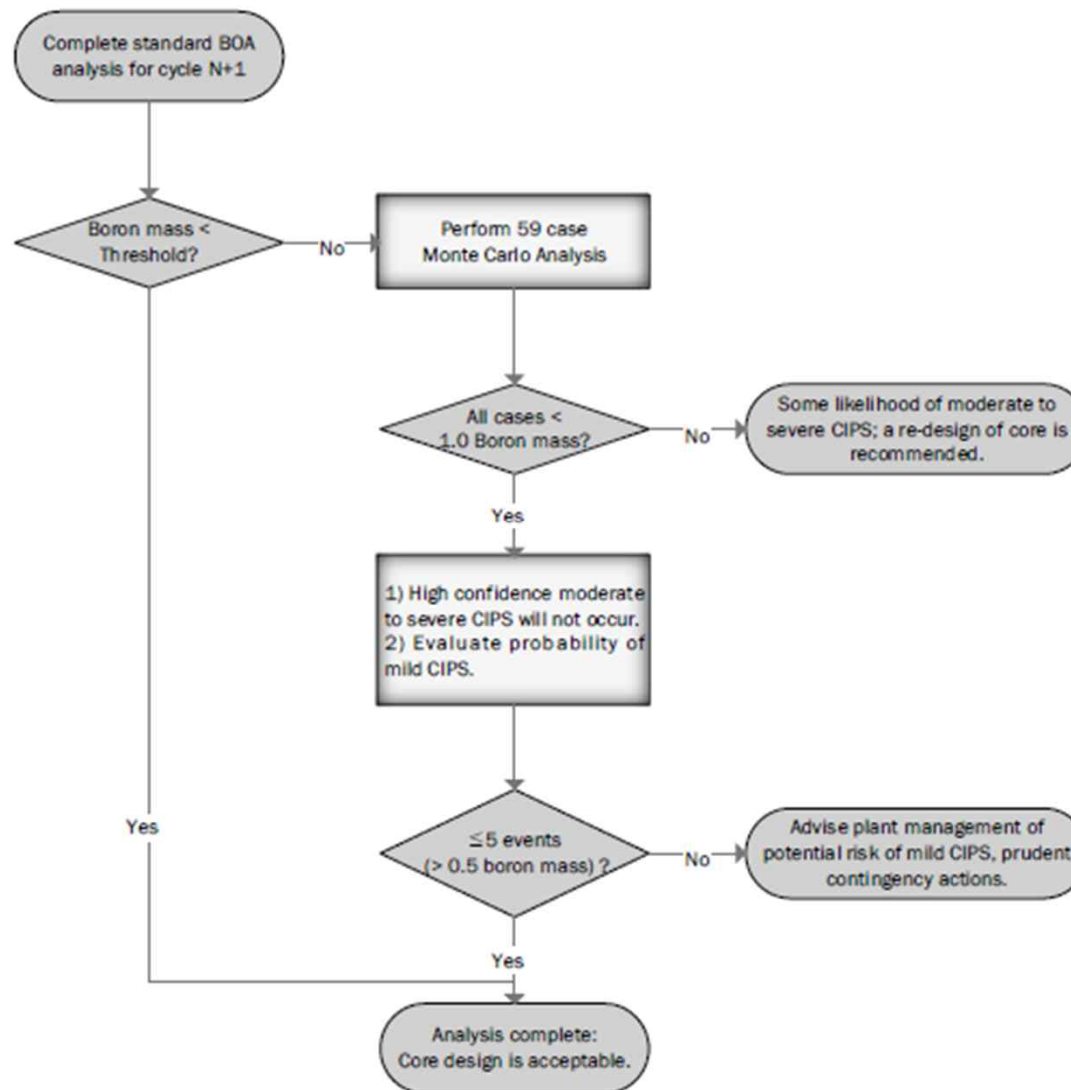 Complete standard BOA
analysis for cycle N+1
Boron mass <
Threshold?
No
Perform 59 case
Monte Carlo Analysis
All cases <
1.0 Boron mass?
No
Some likelihood of moderate to
severe CIPS; a re-design of core is
recommended.
Yes
1) High confidence moderate
to severe CIPS will not occur.
2) Evaluate probability of
mild CIPS.
Yes
≤5 events
(> 0.5 boron mass) ?
No
Advise plant management of
potential risk of mild CIPS, prudent
contingency actions.
Yes
Analysis complete:
Core design is acceptable.